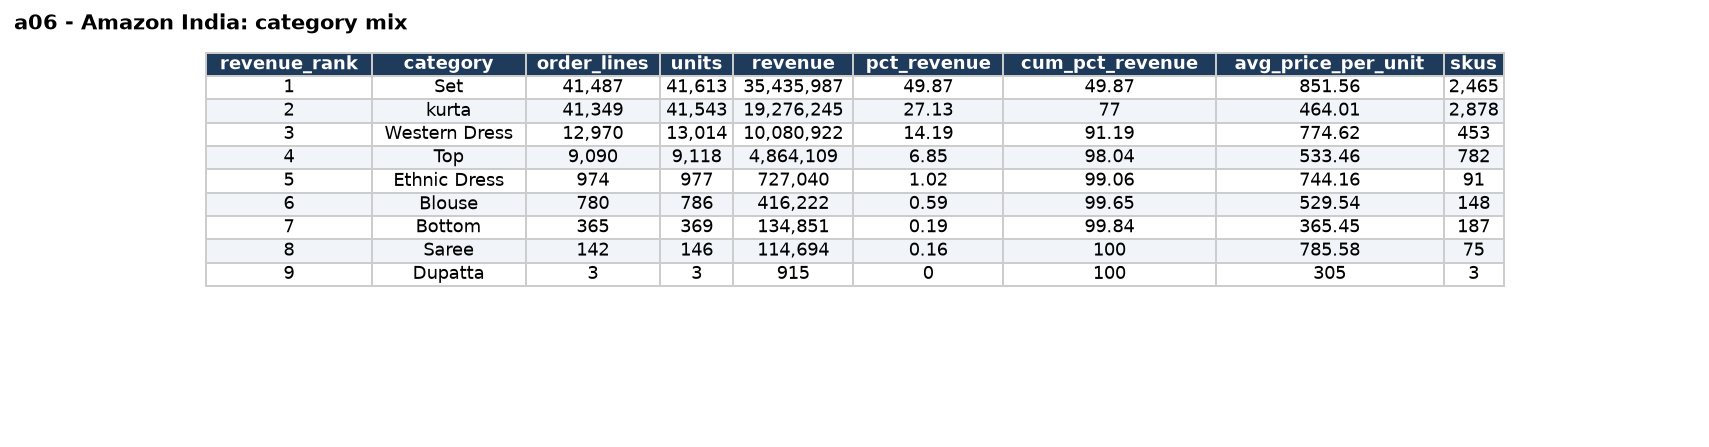 a06 - Amazon India: category mix
revenue_rank category order_lines units revenue pct_revenue cum_pct_revenue avg_price_per_unit skus
1 Set 41,487 41,613 35,435,987 49.87 49.87 851.56 2,465
2 kurta 41,349 41,543 19,276,245 27.13 77 464.01 2,878
3 Western Dress 12,970 13,014 10,080,922 14.19 91.19 774.62 453
4 Top 9,090 9,118 4,864,109 6.85 98.04 533.46 782
5 Ethnic Dress 974 977 727,040 1.02 99.06 744.16 91
6 Blouse 780 786 416,222 0.59 99.65 529.54 148
7 Bottom 365 369 134,851 0.19 99.84 365.45 187
8 Saree 142 146 114,694 0.16 100 785.58 75
9 Dupatta 3 3 915 0 100 305 3